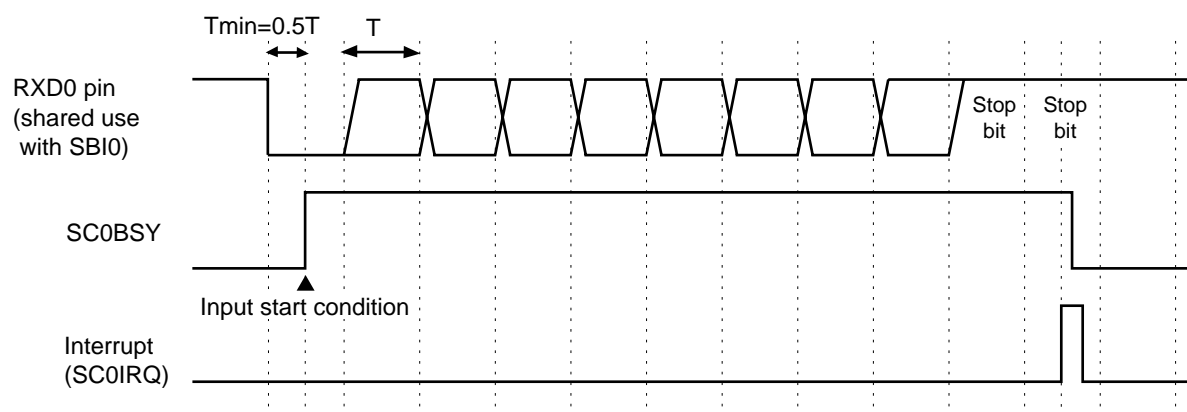 Tmin=0.5T
T
RXD0 pin
(shared use
with SBI0)
Stop
bit
Stop
bit
SC0BSY
Input start condition
Interrupt
(SC0IRQ)